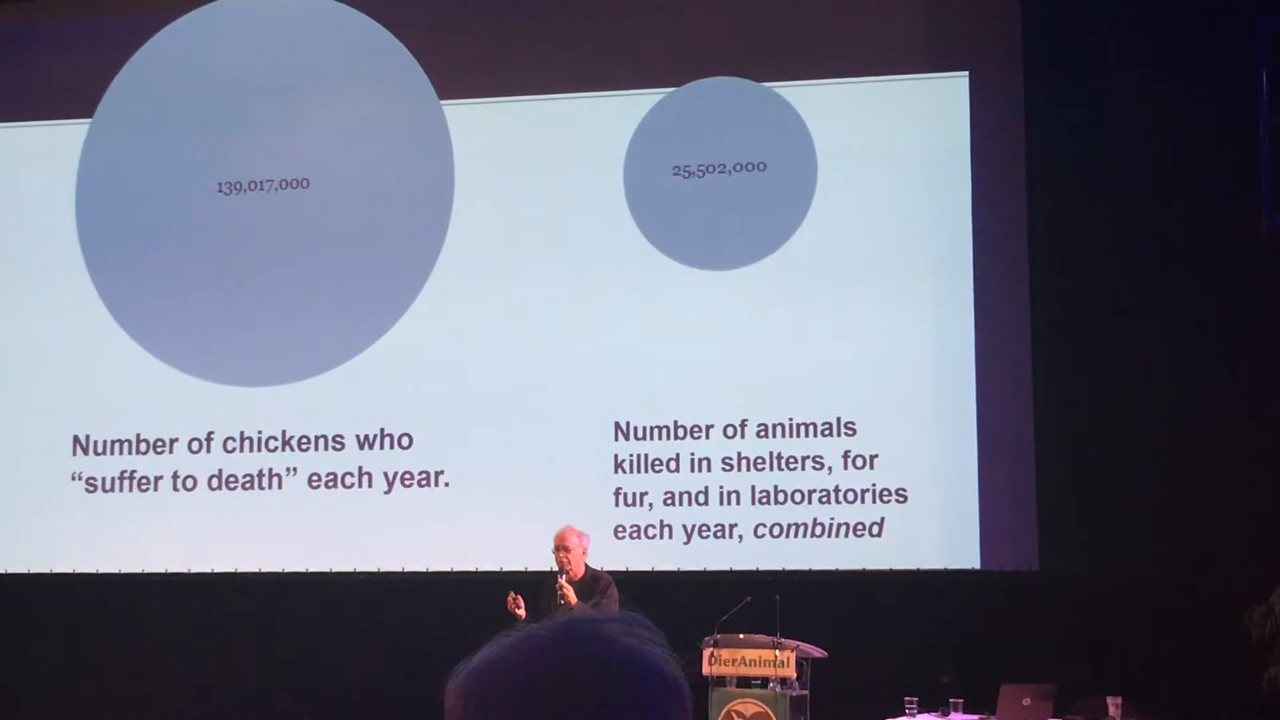 139,017,000
25,502,000
Number of chickens who
“suffer to death” each year.
Number of animals
killed in shelters, for
fur, and in laboratories
each year, combined
DierAnimal
hp